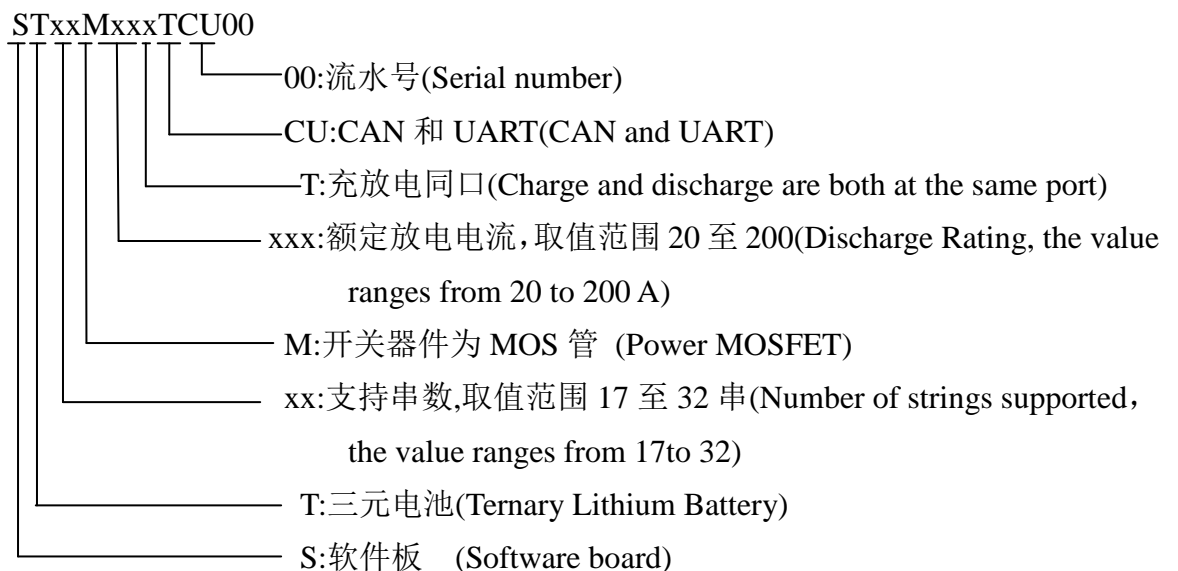 STxxMxxxTCU00
00:流水号(Serial number)
CU:CAN 和 UART(CAN and UART)
T:充放电同口(Charge and discharge are both at the same port)
xxx:额定放电电流，取值范围 20 至 200(Discharge Rating, the value
ranges from 20 to 200 A)
M:开关器件为 MOS 管 (Power MOSFET)
xx:支持串数,取值范围 17 至 32 串(Number of strings supported，
the value ranges from 17to 32)
T:三元电池(Ternary Lithium Battery)
S:软件板 (Software board)